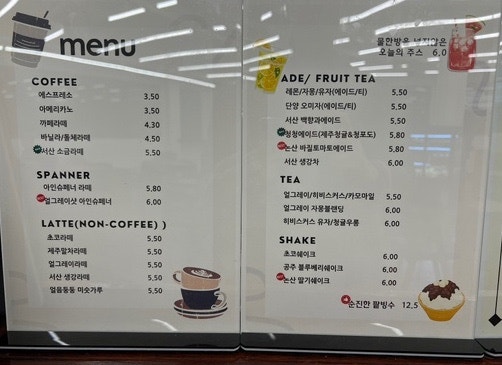 menu
COFFEE
에스프레소 3,50
아메리카노 3,50
까페라떼 4,30
바닐라/돌체라떼 4,50
서산 소금라떼 5,50
SPANNER
아인슈페너 라떼 5,80
얼그레이샷 아인슈페너 6,00
LATTE(NON-COFFEE) )
초코라떼 5,50
제주말차라떼 5,50
얼그레이라떼 5,50
서산 생강라떼 5,50
얼음동동 미숫가루 5,50
물한방울 넣지않은
오늘의 주스 6,0
ADE/ FRUIT TEA
레몬/자몽/유자(에이드/티) 5,50
단양 오미자(에이드/티) 5,50
서산 백향과에이드 5,50
청청에이드(제주청귤&청포도) 5,80
논산 바질토마토에이드 5,80
서산 생강차 6,00
TEA
얼그레이/히비스커스/카모마일 5,50
얼그레이 자몽블랜딩 6,00
히비스커스 유자/청귤우롱 6,00
SHAKE
초코쉐이크 6,00
공주 블루베리쉐이크 6,00
논산 딸기쉐이크 6,00
순진한 팥빙수 12,5